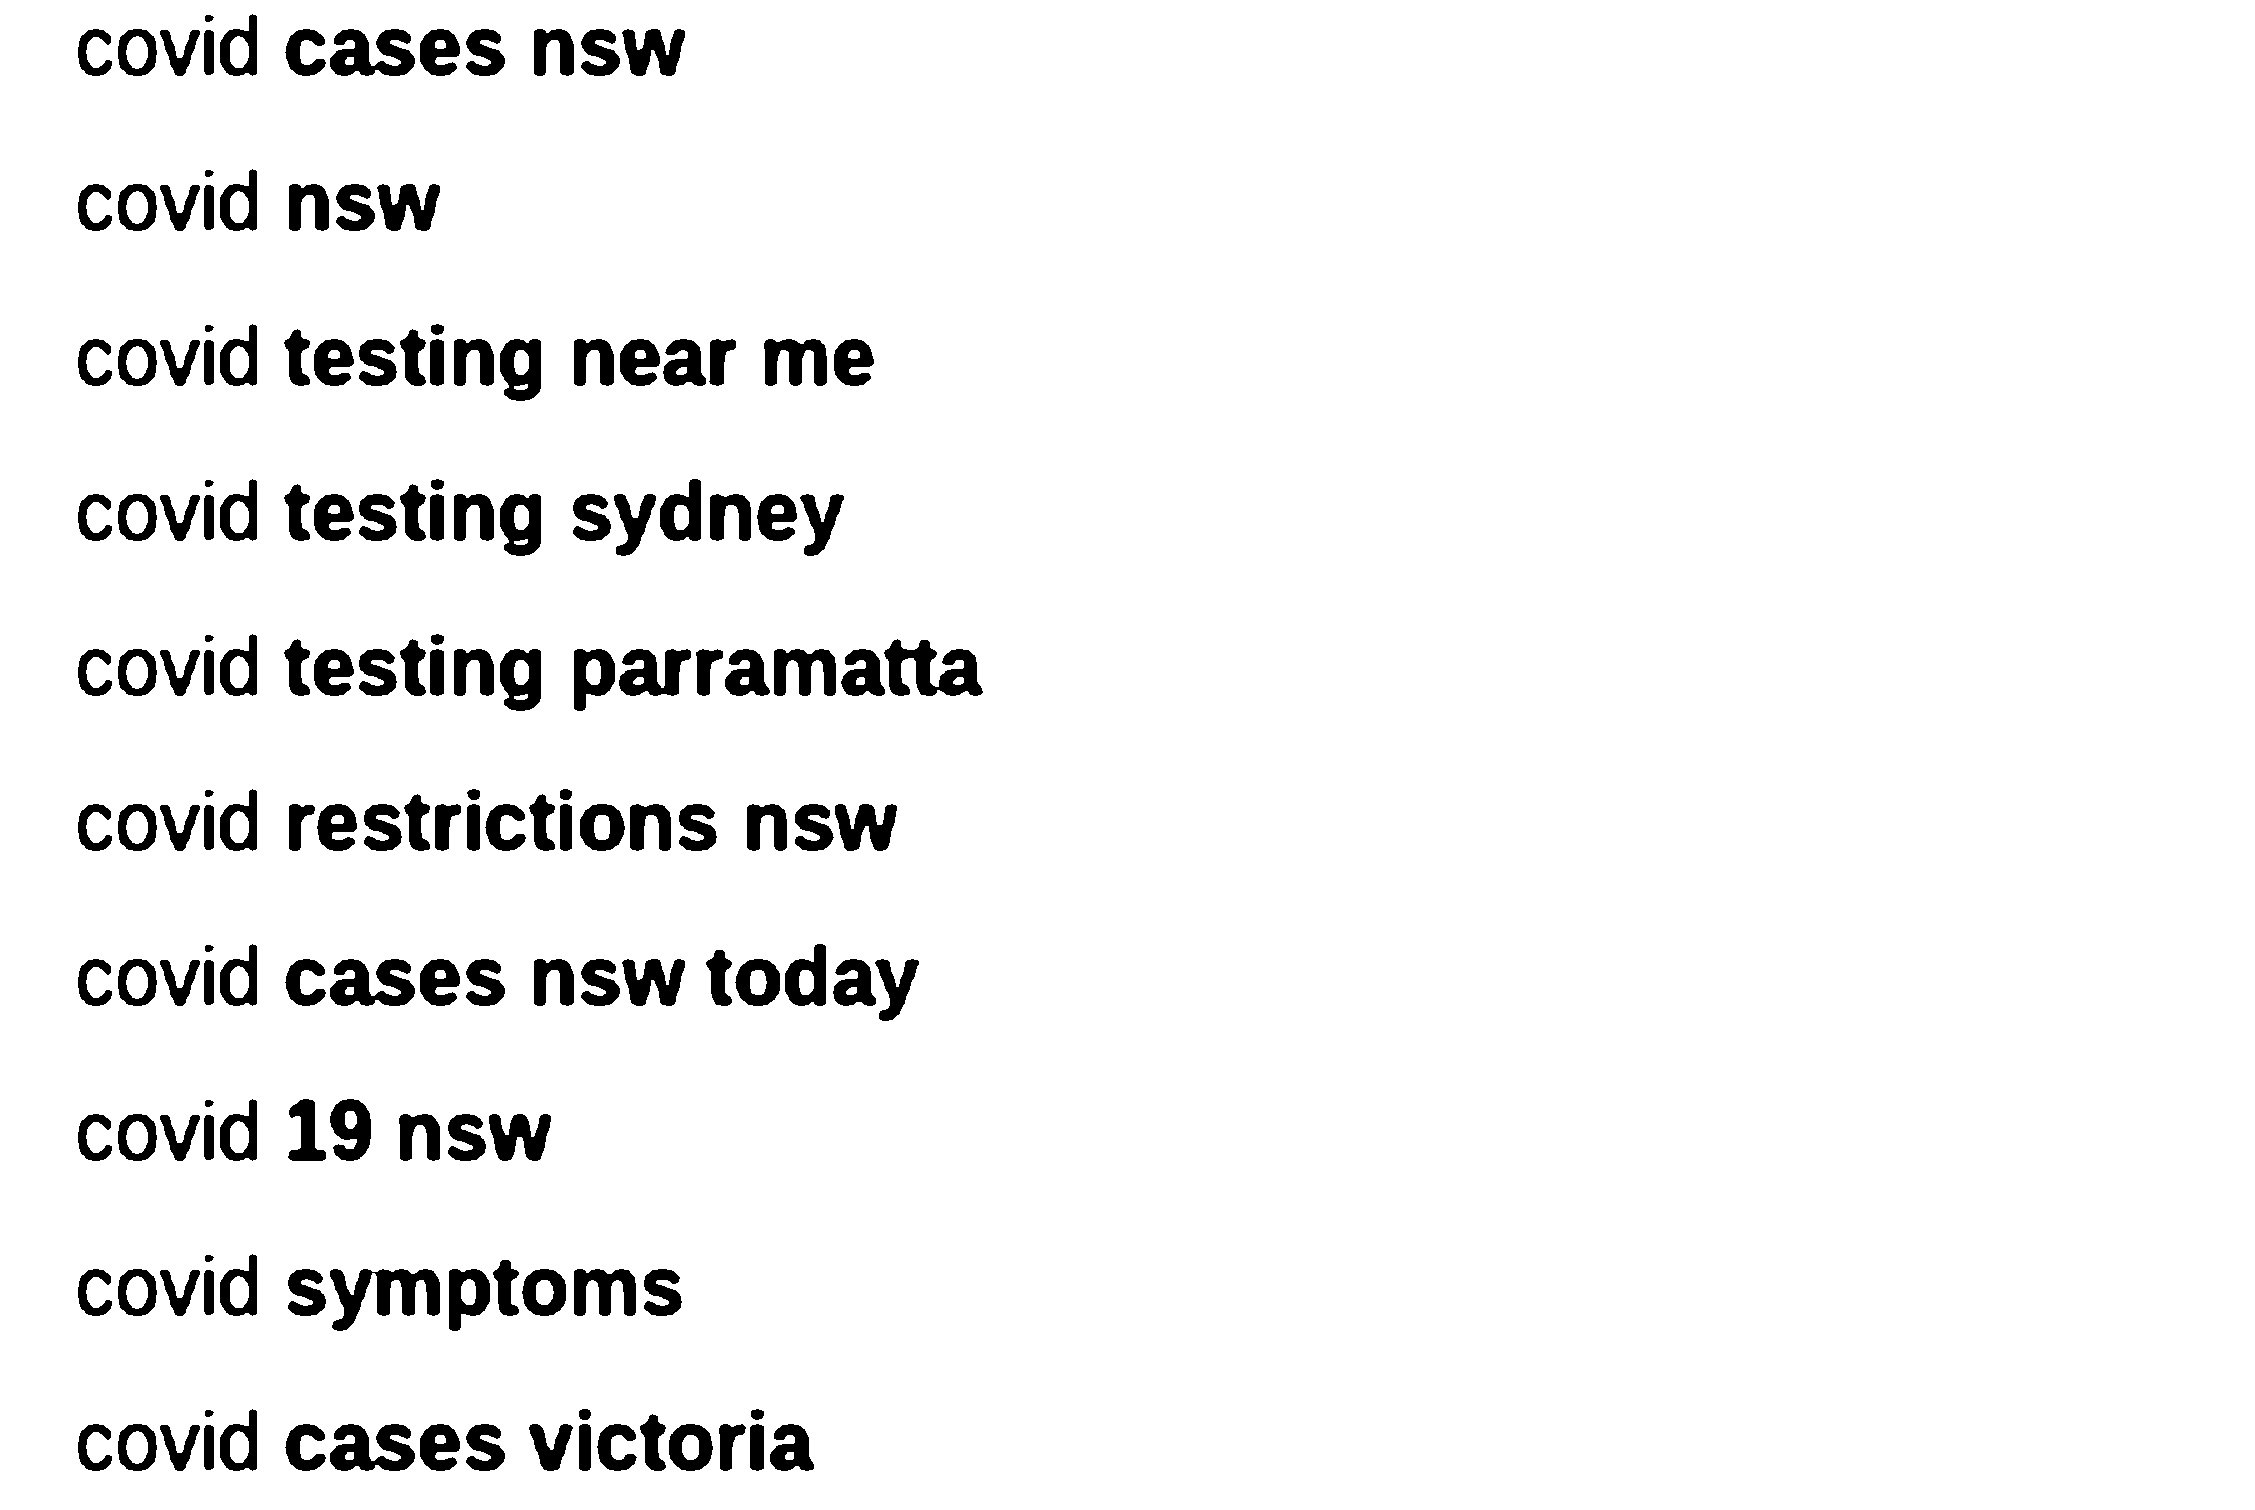 covid cases nsw
covid nsw
covid testing near me
covid testing sydney
covid testing parramatta
covid restrictions nsw
covid cases nsw today
covid 19 nsw
covid symptoms
covid cases victoria